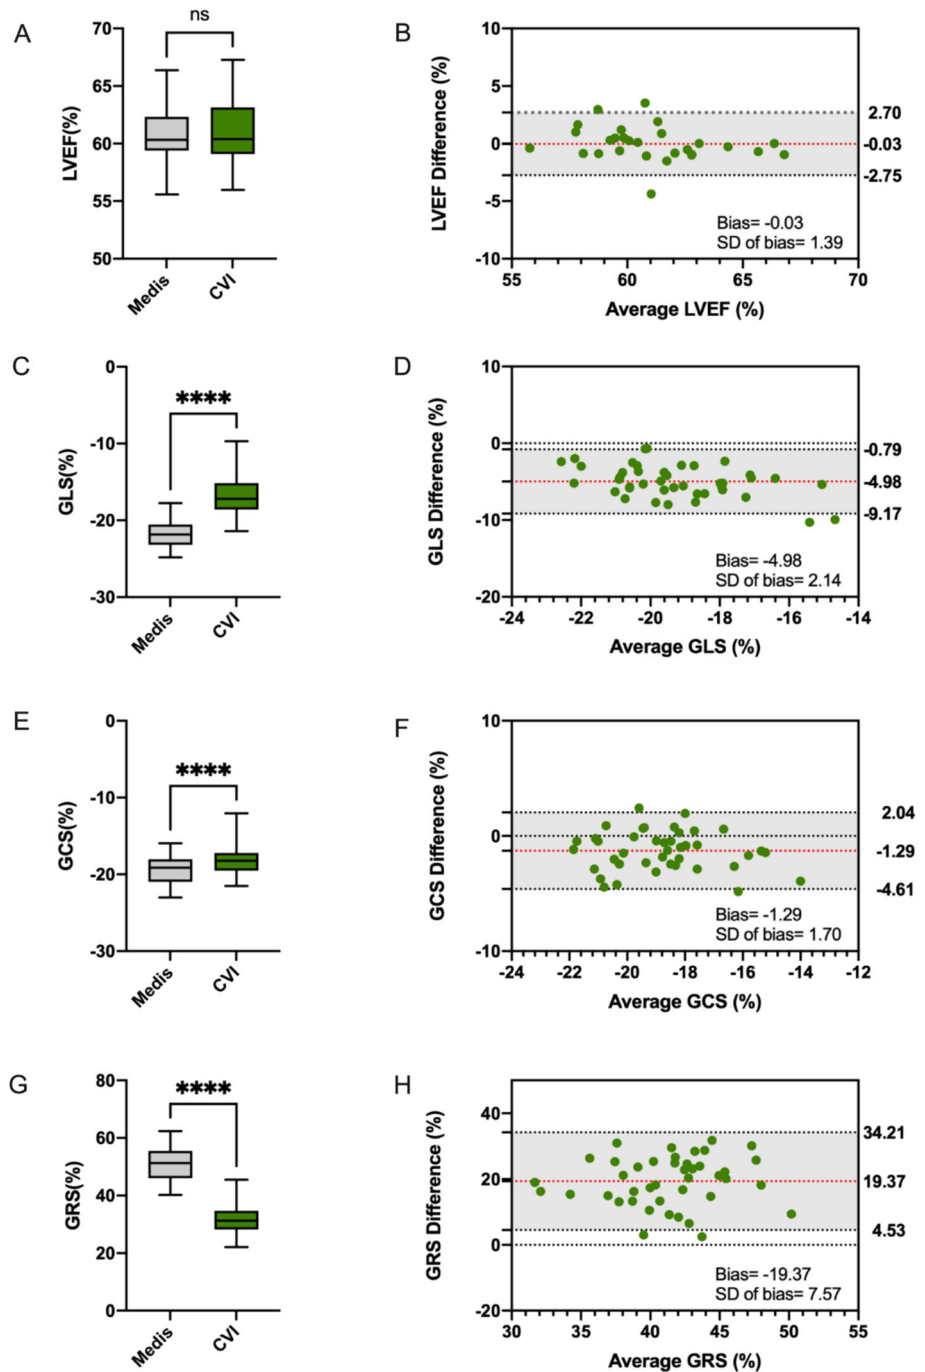 A
ns
LVEF(%)
70
65
60
55
50
Medis
CVI
B
LVEF Difference (%)
10
5
0
-5
-10
2.70
-0.03
-2.75
Bias= -0.03
SD of bias= 1.39
55
60
65
70
Average LVEF (%)
C
****
GLS(%)
0
-10
-20
-30
Medis
CVI
D
GLS Difference (%)
10
0
-10
-20
-0.79
-4.98
-9.17
Bias= -4.98
SD of bias= 2.14
-24
-22
-20
-18
-16
-14
Average GLS (%)
E
****
GCS(%)
0
-10
-20
-30
Medis
CVI
F
GCS Difference (%)
10
0
-10
2.04
-1.29
-4.61
Bias= -1.29
SD of bias= 1.70
-24
-22
-20
-18
-16
-14
-12
Average GCS (%)
G
****
GRS(%)
80
60
40
20
0
Medis
CVI
H
GRS Difference (%)
40
20
0
-20
34.21
19.37
4.53
Bias= -19.37
SD of bias= 7.57
30
35
40
45
50
55
Average GRS (%)